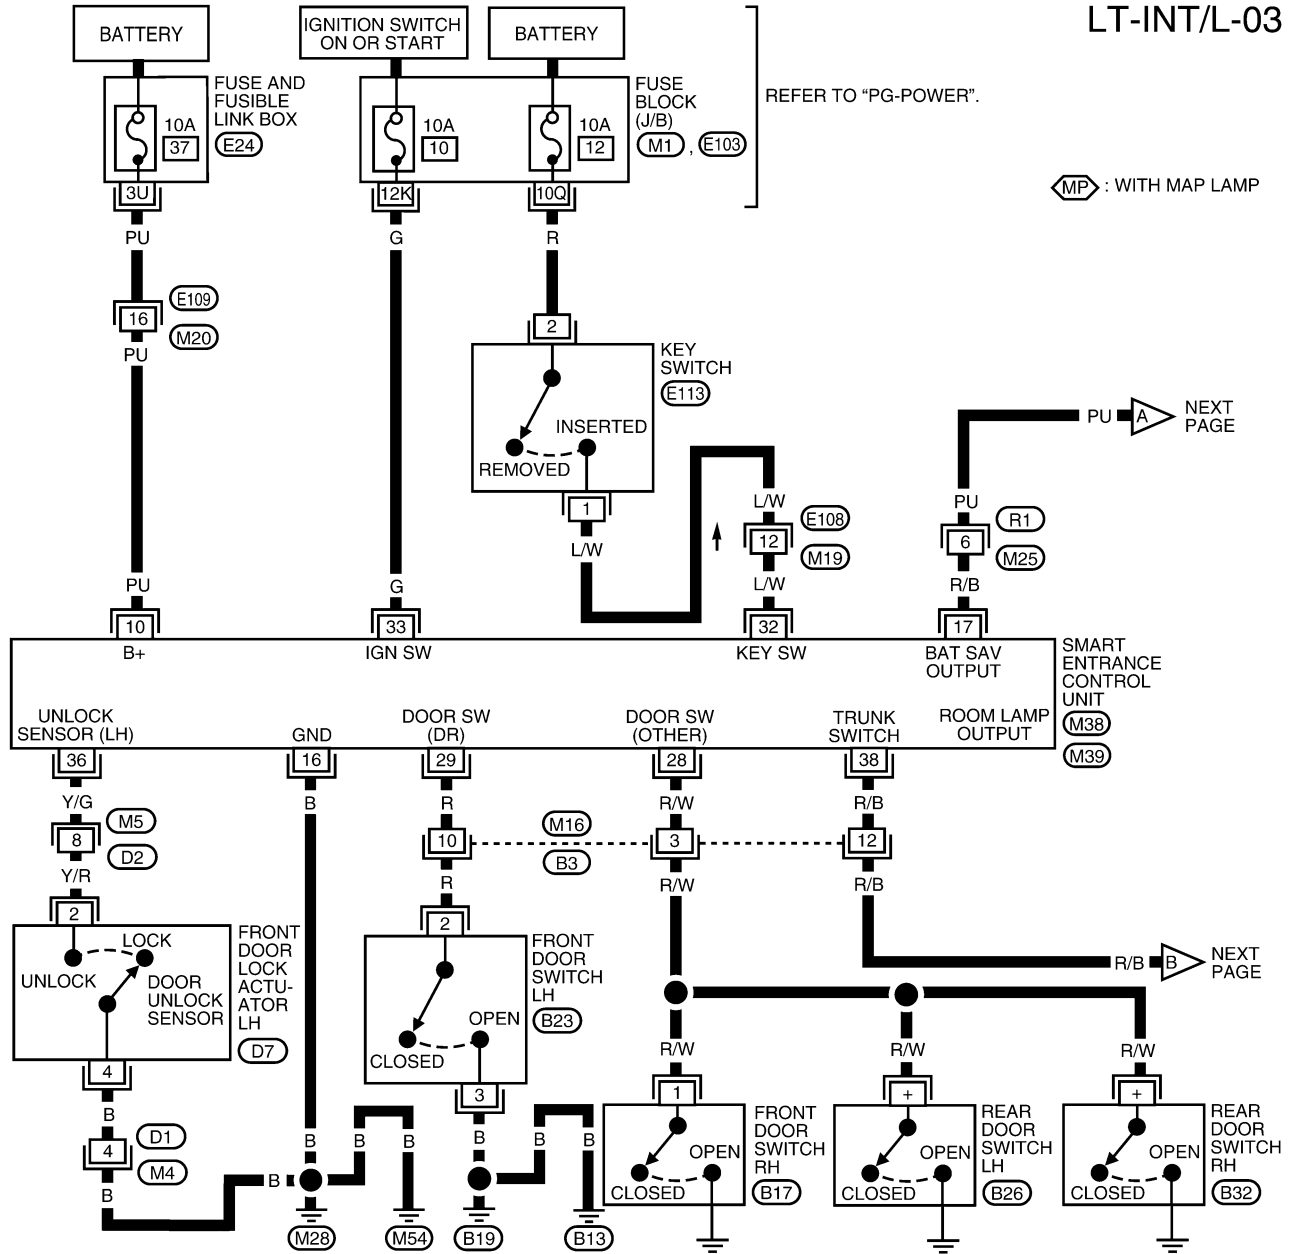 LT-INT/L-03
BATTERY
IGNITION SWITCH
ON OR START
BATTERY
FUSE AND
FUSIBLE
LINK BOX
E24
10A
37
10A
10
10A
12
FUSE
BLOCK
(J/B)
M1 , E103
REFER TO “PG-POWER”.
MP : WITH MAP LAMP
3U
12K
10Q
PU
G
R
16
E109
M20
PU
2
KEY
SWITCH
E113
INSERTED
REMOVED
1
L/W
L/W
12
E108
M19
L/W
PU
A
NEXT
PAGE
PU
6
R1
M25
R/B
PU
G
10
33
32
17
B+
IGN SW
KEY SW
BAT SAV
OUTPUT
SMART
ENTRANCE
CONTROL
UNIT
M38
M39
UNLOCK
SENSOR (LH)
GND
DOOR SW
(DR)
DOOR SW
(OTHER)
TRUNK
SWITCH
ROOM LAMP
OUTPUT
36
16
29
28
38
Y/G
B
R
R/W
R/B
M5
8
D2
10
M16
B3
3
12
Y/R
R
R/W
R/B
2
LOCK
UNLOCK
DOOR
UNLOCK
SENSOR
FRONT
DOOR
LOCK
ACTU-
ATOR
LH
D7
2
FRONT
DOOR
SWITCH
LH
B23
OPEN
CLOSED
R/B
B
NEXT
PAGE
R/W
R/W
R/W
4
3
1
+
+
B
4
D1
M4
B
B
B
B
B
B
B
B
FRONT
DOOR
SWITCH
RH
B17
OPEN
CLOSED
REAR
DOOR
SWITCH
LH
B26
OPEN
CLOSED
REAR
DOOR
SWITCH
RH
B32
OPEN
CLOSED
M28
M54
B19
B13